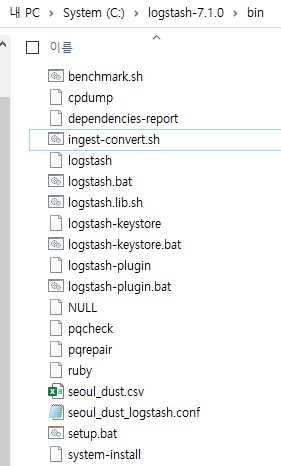 내 PC > System (C:) > logstash-7.1.0 > bin
이름
benchmark.sh
cpdump
dependencies-report
ingest-convert.sh
logstash
logstash.bat
logstash.lib.sh
logstash-keystore
logstash-keystore.bat
logstash-plugin
logstash-plugin.bat
NULL
pqcheck
pqrepair
ruby
seoul_dust.csv
seoul_dust_logstash.conf
setup.bat
system-install